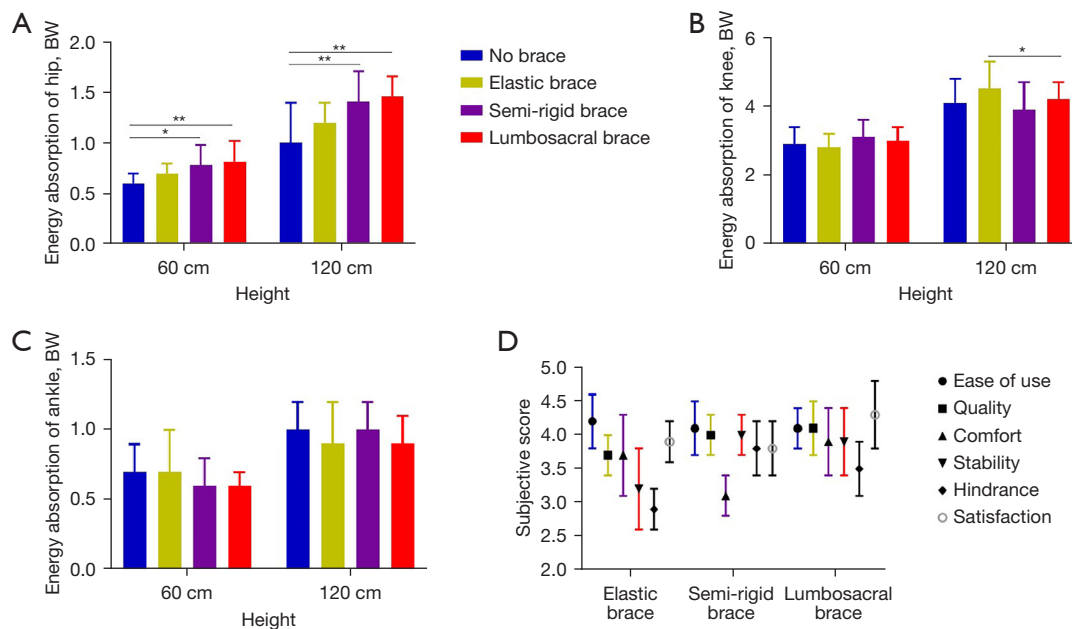 A
Energy absorption of hip, BW
2.0
1.5
1.0
0.5
0.0
**
*
**
**
60 cm
120 cm
Height
No brace
Elastic brace
Semi-rigid brace
Lumbosacral brace
B
Energy absorption of knee, BW
6
4
2
0
*
60 cm
120 cm
Height
C
Energy absorption of ankle, BW
1.5
1.0
0.5
0.0
60 cm
120 cm
Height
D
Subjective score
5.0
4.5
4.0
3.5
3.0
2.5
2.0
Elastic
brace
Semi-rigid
brace
Lumbosacral
brace
Ease of use
Quality
Comfort
Stability
Hindrance
Satisfaction